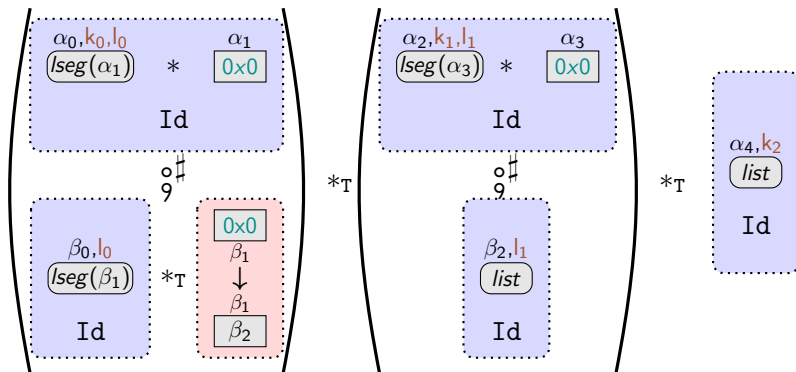 α₀,k₀,l₀ α₁ α₂,k₁,l₁ α₃
lseg(α₁) * 0x0 lseg(α₃) * 0x0
Id Id
α₄,k₂
list
Id
⨟♯ ⨟♯
*T *T
0x0
β₀,l₀ β₁ β₂,l₁
lseg(β₁) *T ↓ list
β₁
Id β₂ Id